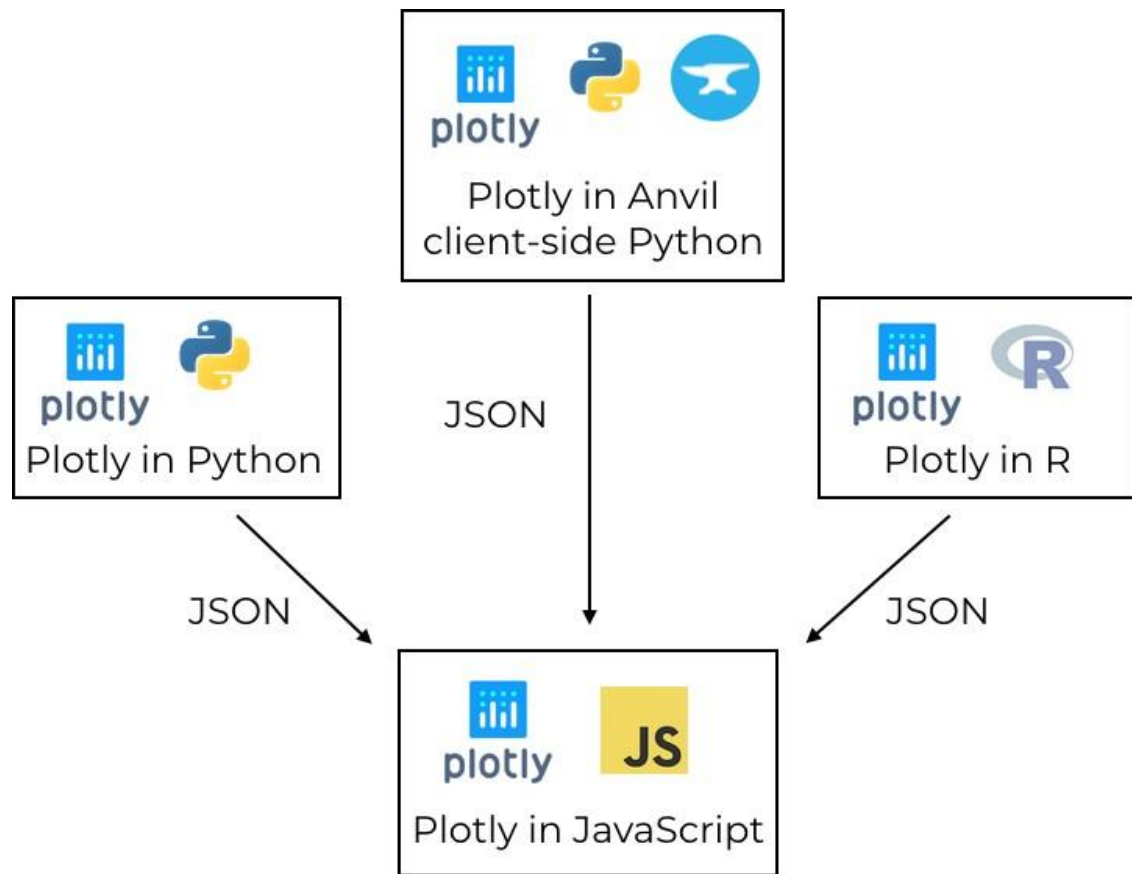 plotly
Plotly in Anvil
client-side Python
plotly
Plotly in Python
plotly
R
Plotly in R
JSON
JSON
JSON
plotly
JS
Plotly in JavaScript